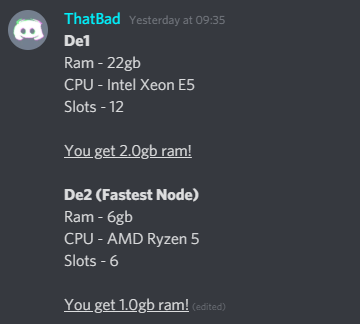 ThatBad Yesterday at 09:35
De1
Ram - 22gb
CPU - Intel Xeon E5
Slots - 12
You get 2.0gb ram!
De2 (Fastest Node)
Ram - 6gb
CPU - AMD Ryzen 5
Slots - 6
You get 1.0gb ram! (edited)